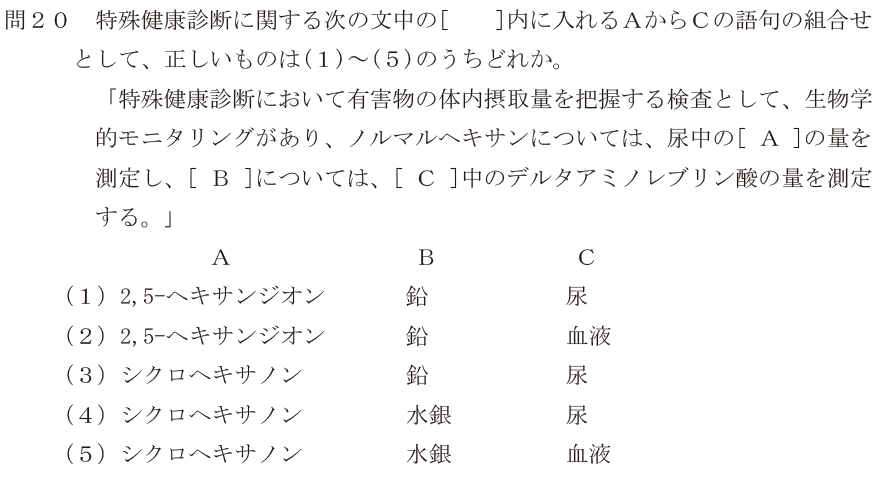 問２０　特殊健康診断に関する次の文中の[　　]内に入れるＡからＣの語句の組合せ
として、正しいものは(１)～(５)のうちどれか。
「特殊健康診断において有害物の体内摂取量を把握する検査として、生物学
的モニタリングがあり、ノルマルヘキサンについては、尿中の[ Ａ ]の量を
測定し、[ Ｂ ]については、[ Ｃ ]中のデルタアミノレブリン酸の量を測定
する。」
Ａ　Ｂ　Ｃ
(１) 2,5-ヘキサンジオン　鉛　尿
(２) 2,5-ヘキサンジオン　鉛　血液
(３) シクロヘキサノン　鉛　尿
(４) シクロヘキサノン　水銀　尿
(５) シクロヘキサノン　水銀　血液